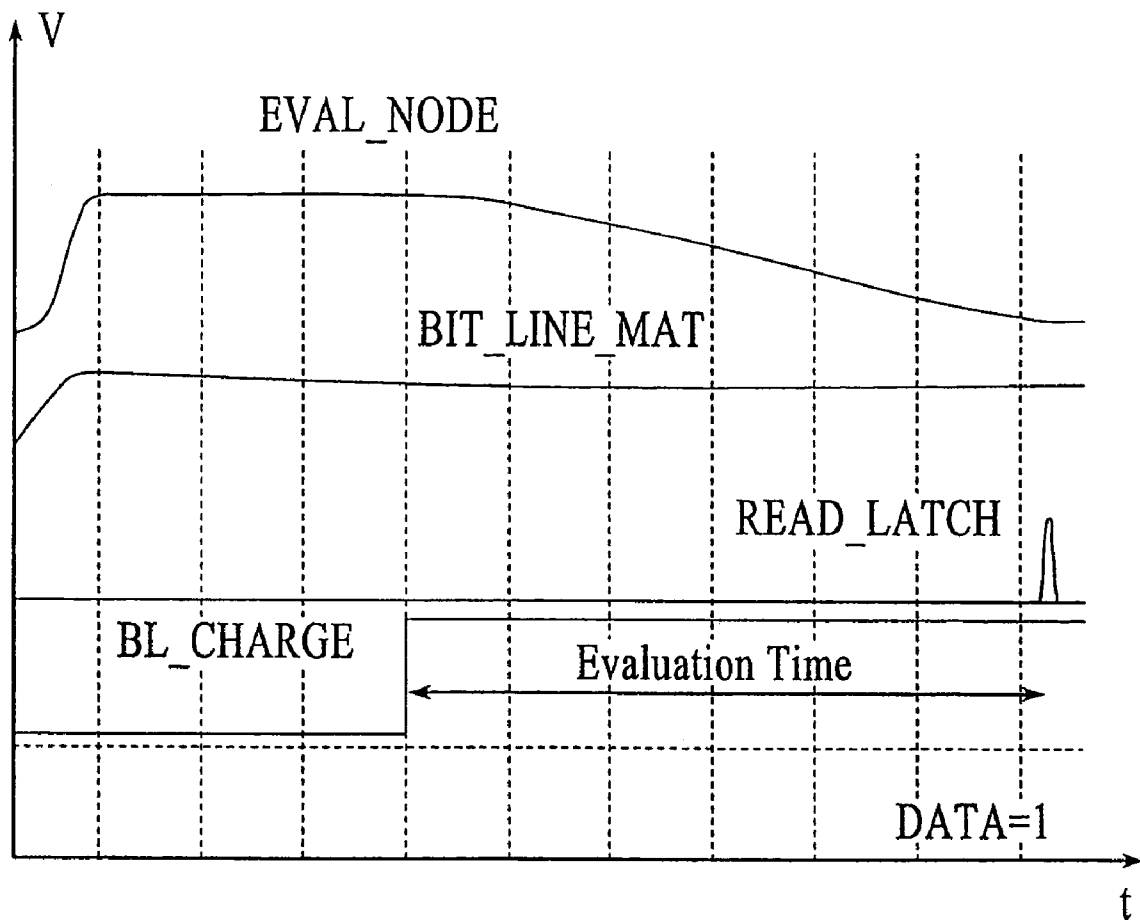 V
EVAL_NODE
BIT_LINE_MAT
READ_LATCH
BL_CHARGE
Evaluation Time
DATA=1
t